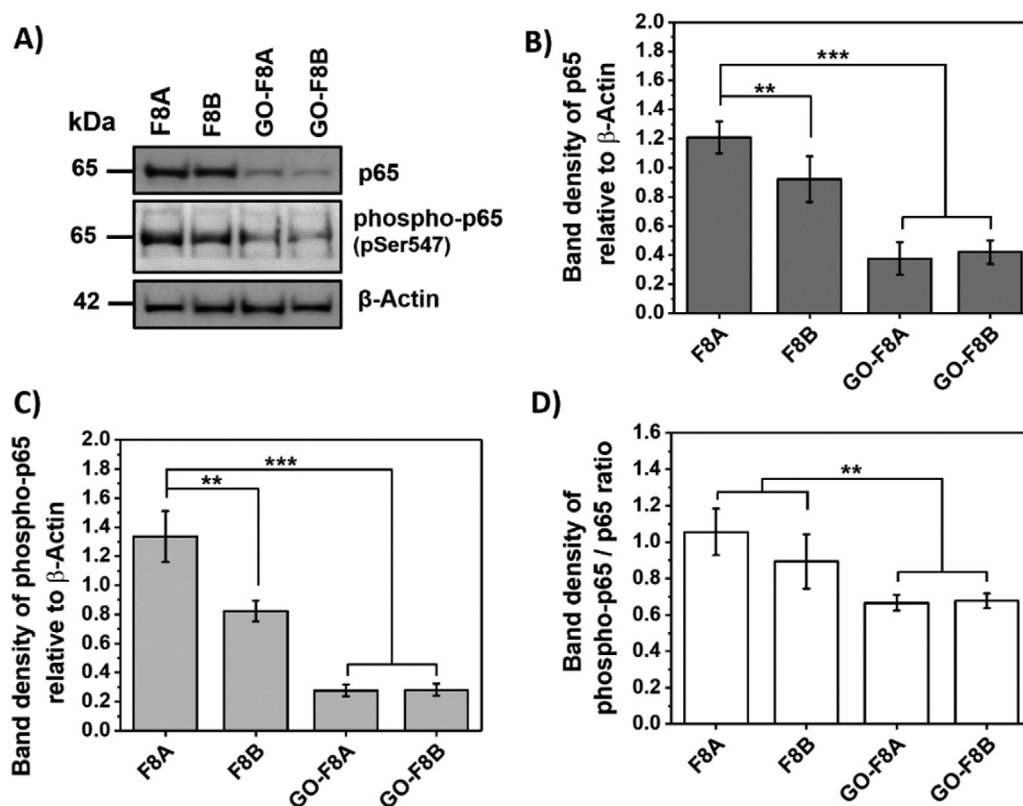 A)
F8A
F8B
GO-F8A
GO-F8B
kDa
65
p65
65
phospho-p65
(pSer547)
42
β-Actin
B)
Band density of p65
relative to β-Actin
2.0
1.8
1.6
1.4
1.2
1.0
0.8
0.6
0.4
0.2
0.0
***
**
F8A
F8B
GO-F8A
GO-F8B
C)
Band density of phospho-p65
relative to β-Actin
2.0
1.8
1.6
1.4
1.2
1.0
0.8
0.6
0.4
0.2
0.0
***
**
F8A
F8B
GO-F8A
GO-F8B
D)
Band density of
phospho-p65 / p65 ratio
1.6
1.4
1.2
1.0
0.8
0.6
0.4
0.2
0.0
**
F8A
F8B
GO-F8A
GO-F8B